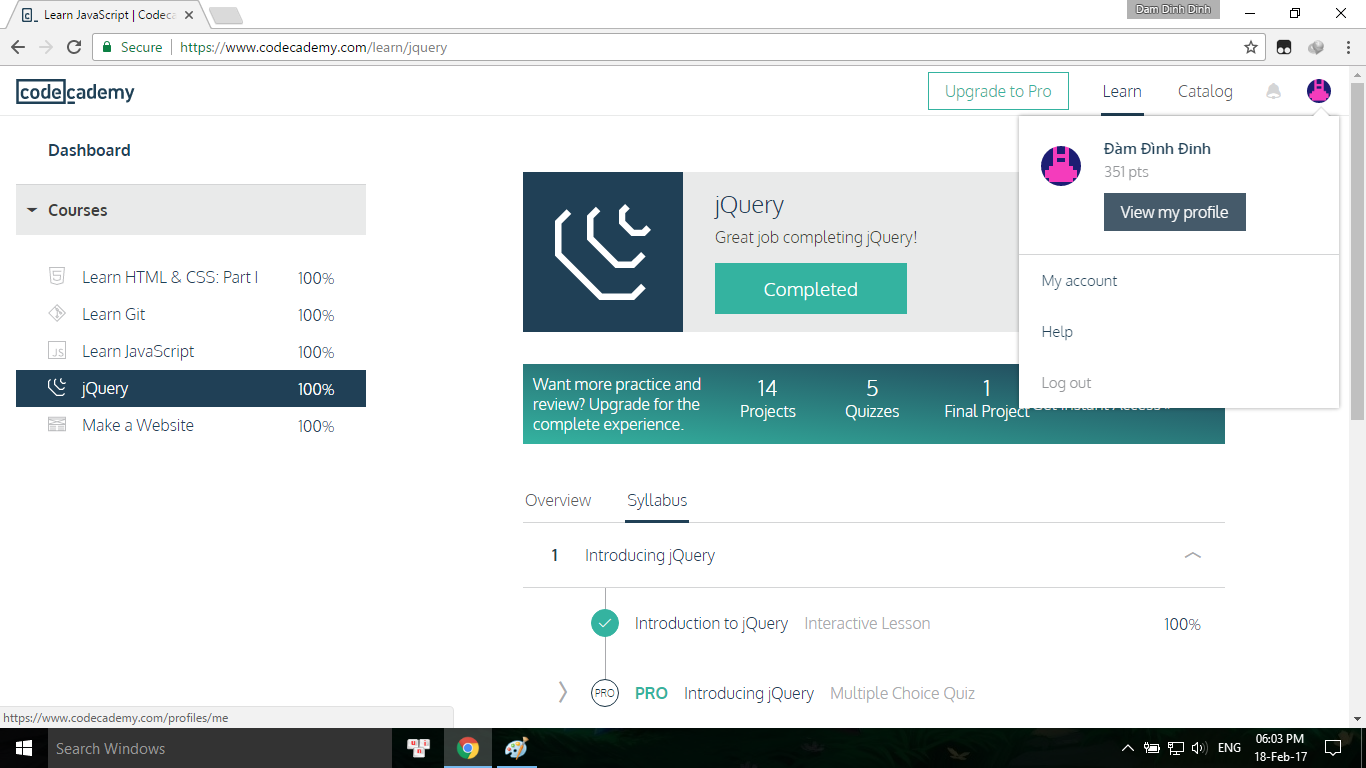 Learn JavaScript | Codeca
Dam Dinh Dinh
Secure
https://www.codecademy.com/learn/jquery
codecademy
Upgrade to Pro
Learn
Catalog
Dashboard
Courses
Learn HTML & CSS: Part I 100%
Learn Git 100%
Learn JavaScript 100%
jQuery 100%
Make a Website 100%
jQuery
Great job completing jQuery!
Completed
Đàm Đình Đinh
351 pts
View my profile
My account
Help
Log out
Want more practice and
review? Upgrade for the
complete experience.
14
Projects
5
Quizzes
1
Final Project
Get Instant Access
Overview
Syllabus
1 Introducing jQuery
Introduction to jQuery Interactive Lesson 100%
PRO PRO Introducing jQuery Multiple Choice Quiz
https://www.codecademy.com/profiles/me
Search Windows
ENG
06:03 PM
18-Feb-17